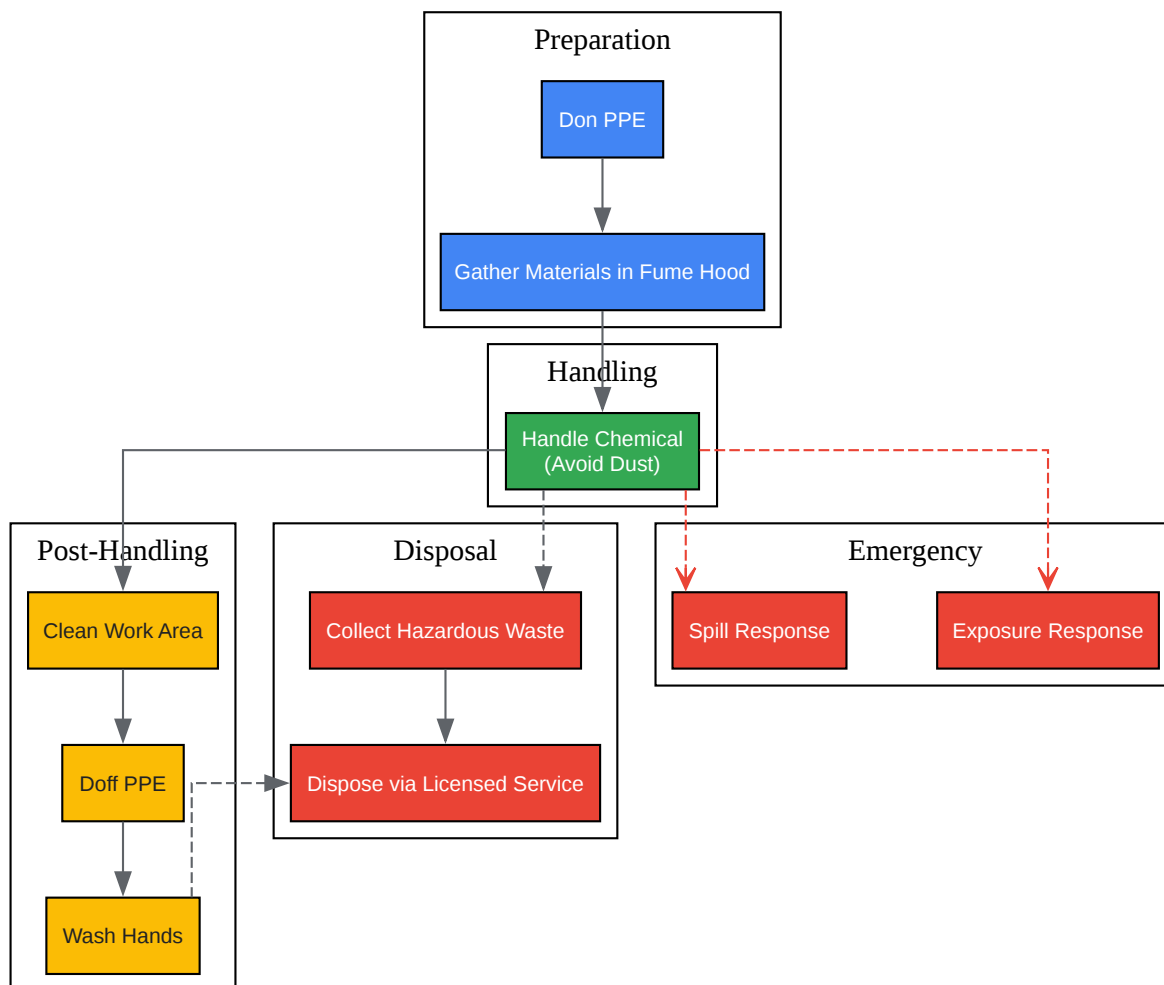 Preparation
Don PPE
Gather Materials in Fume Hood
Handling
Handle Chemical
(Avoid Dust)
Post-Handling
Clean Work Area
Doff PPE
Wash Hands
Disposal
Collect Hazardous Waste
Dispose via Licensed Service
Emergency
Spill Response
Exposure Response